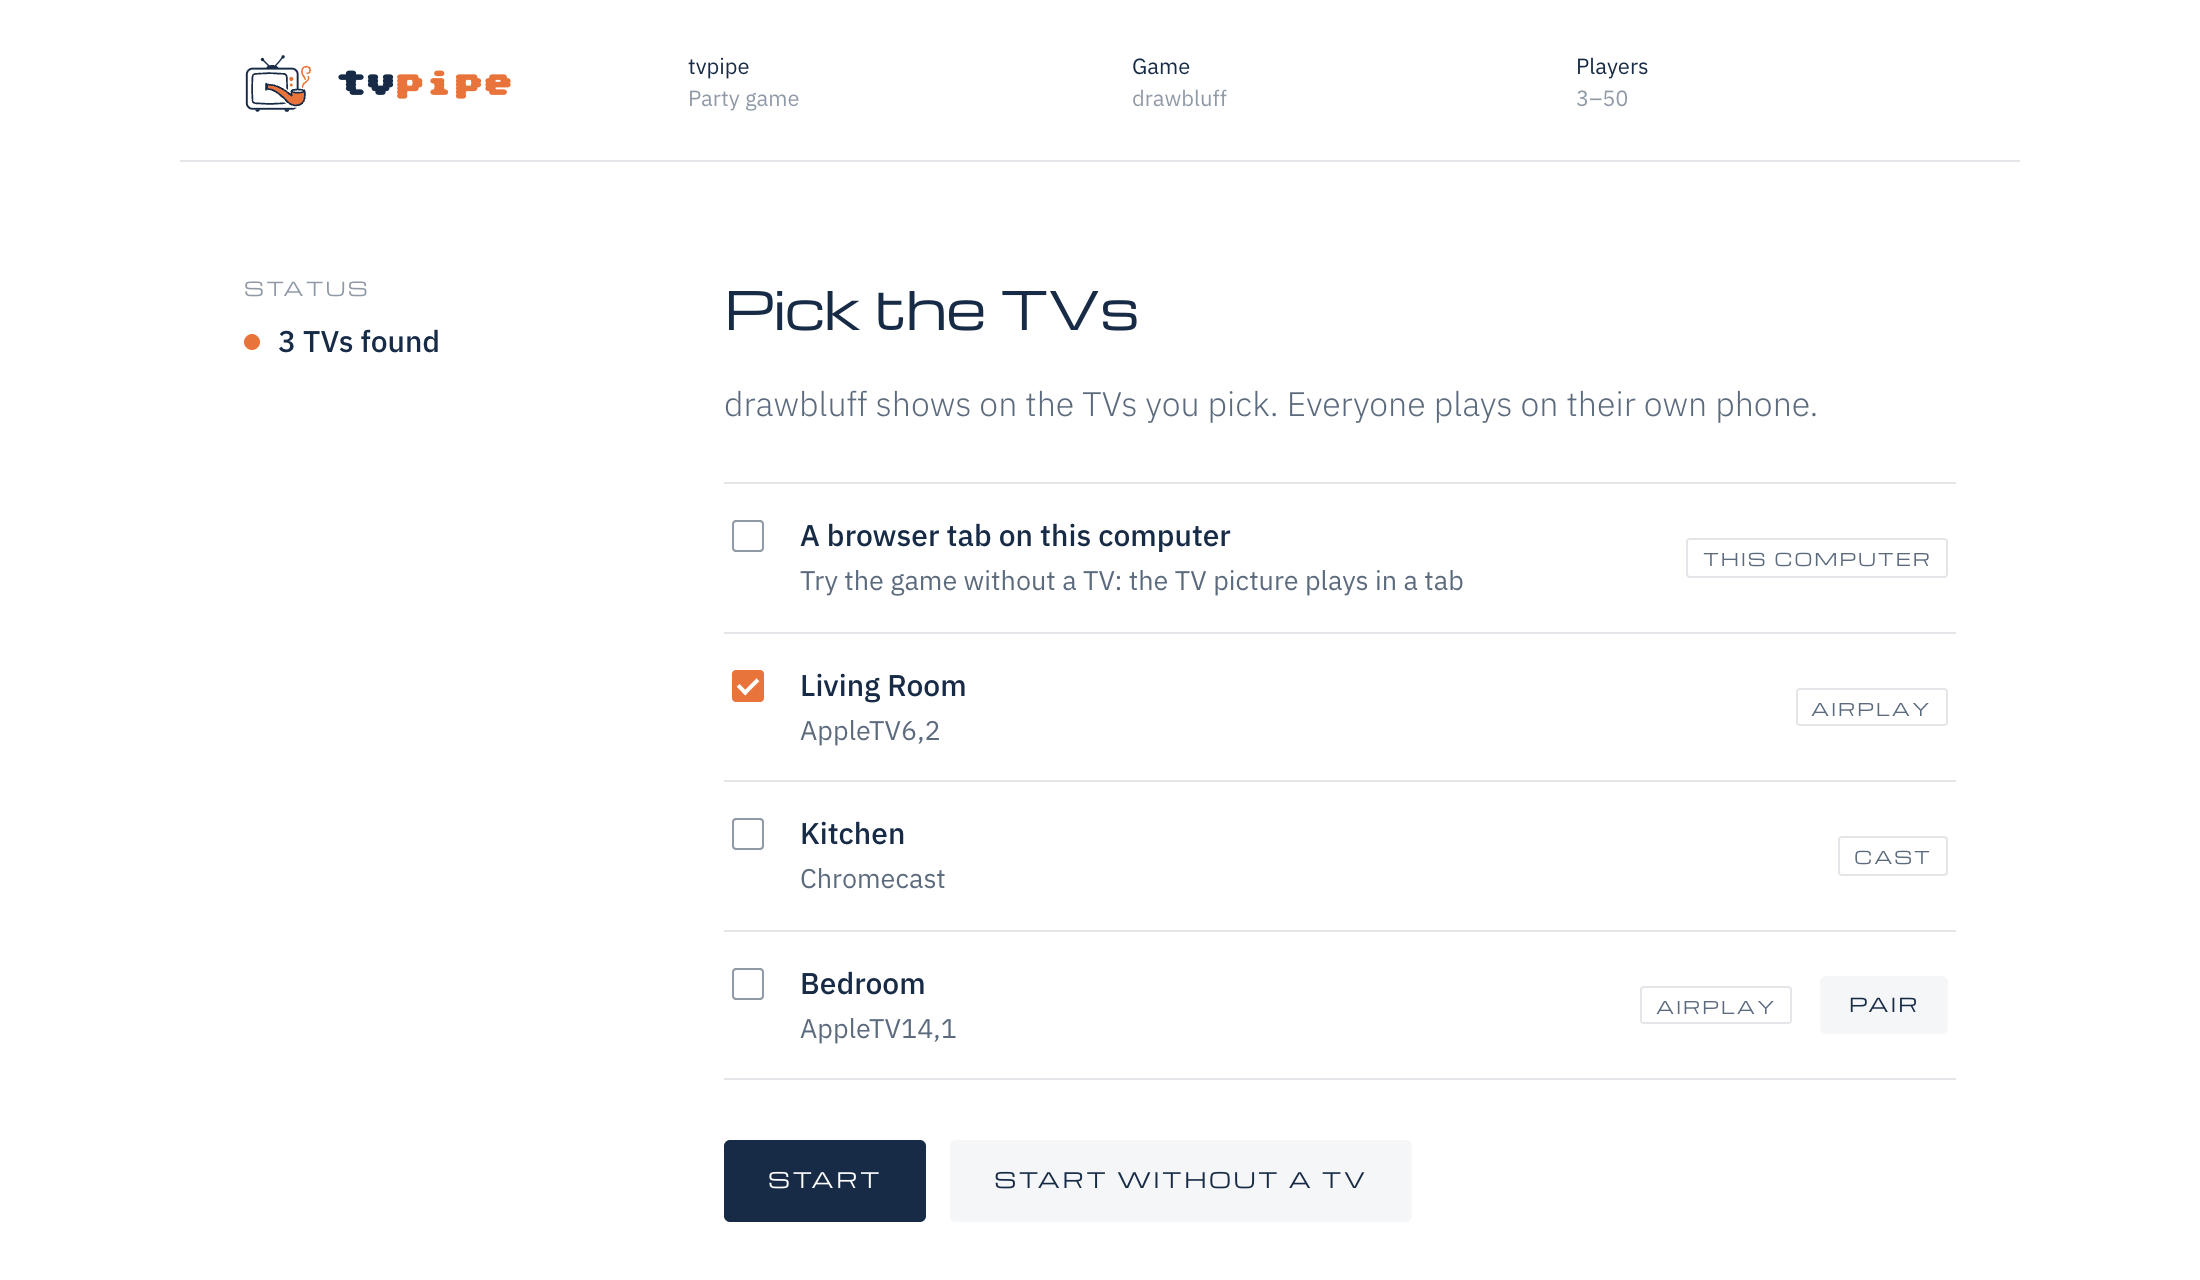 tvpipe
tvpipe
Party game
Game
drawbluff
Players
3–50
STATUS
3 TVs found
Pick the TVs
drawbluff shows on the TVs you pick. Everyone plays on their own phone.
A browser tab on this computer
Try the game without a TV: the TV picture plays in a tab
THIS COMPUTER
Living Room
AppleTV6,2
AIRPLAY
Kitchen
Chromecast
CAST
Bedroom
AppleTV14,1
AIRPLAY
PAIR
START
START WITHOUT A TV